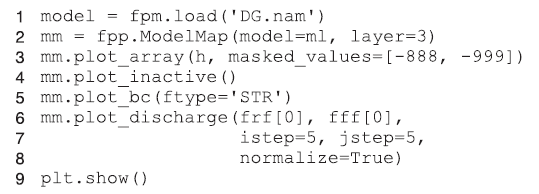 1 model = fpm.load('DG.nam')
2 mm = fpp.ModelMap(model=ml, layer=3)
3 mm.plot_array(h, masked_values=[-888, -999])
4 mm.plot_inactive()
5 mm.plot_bc(ftype='STR')
6 mm.plot_discharge(frf[0], fff[0],
7                   istep=5, jstep=5,
8                   normalize=True)
9 plt.show()